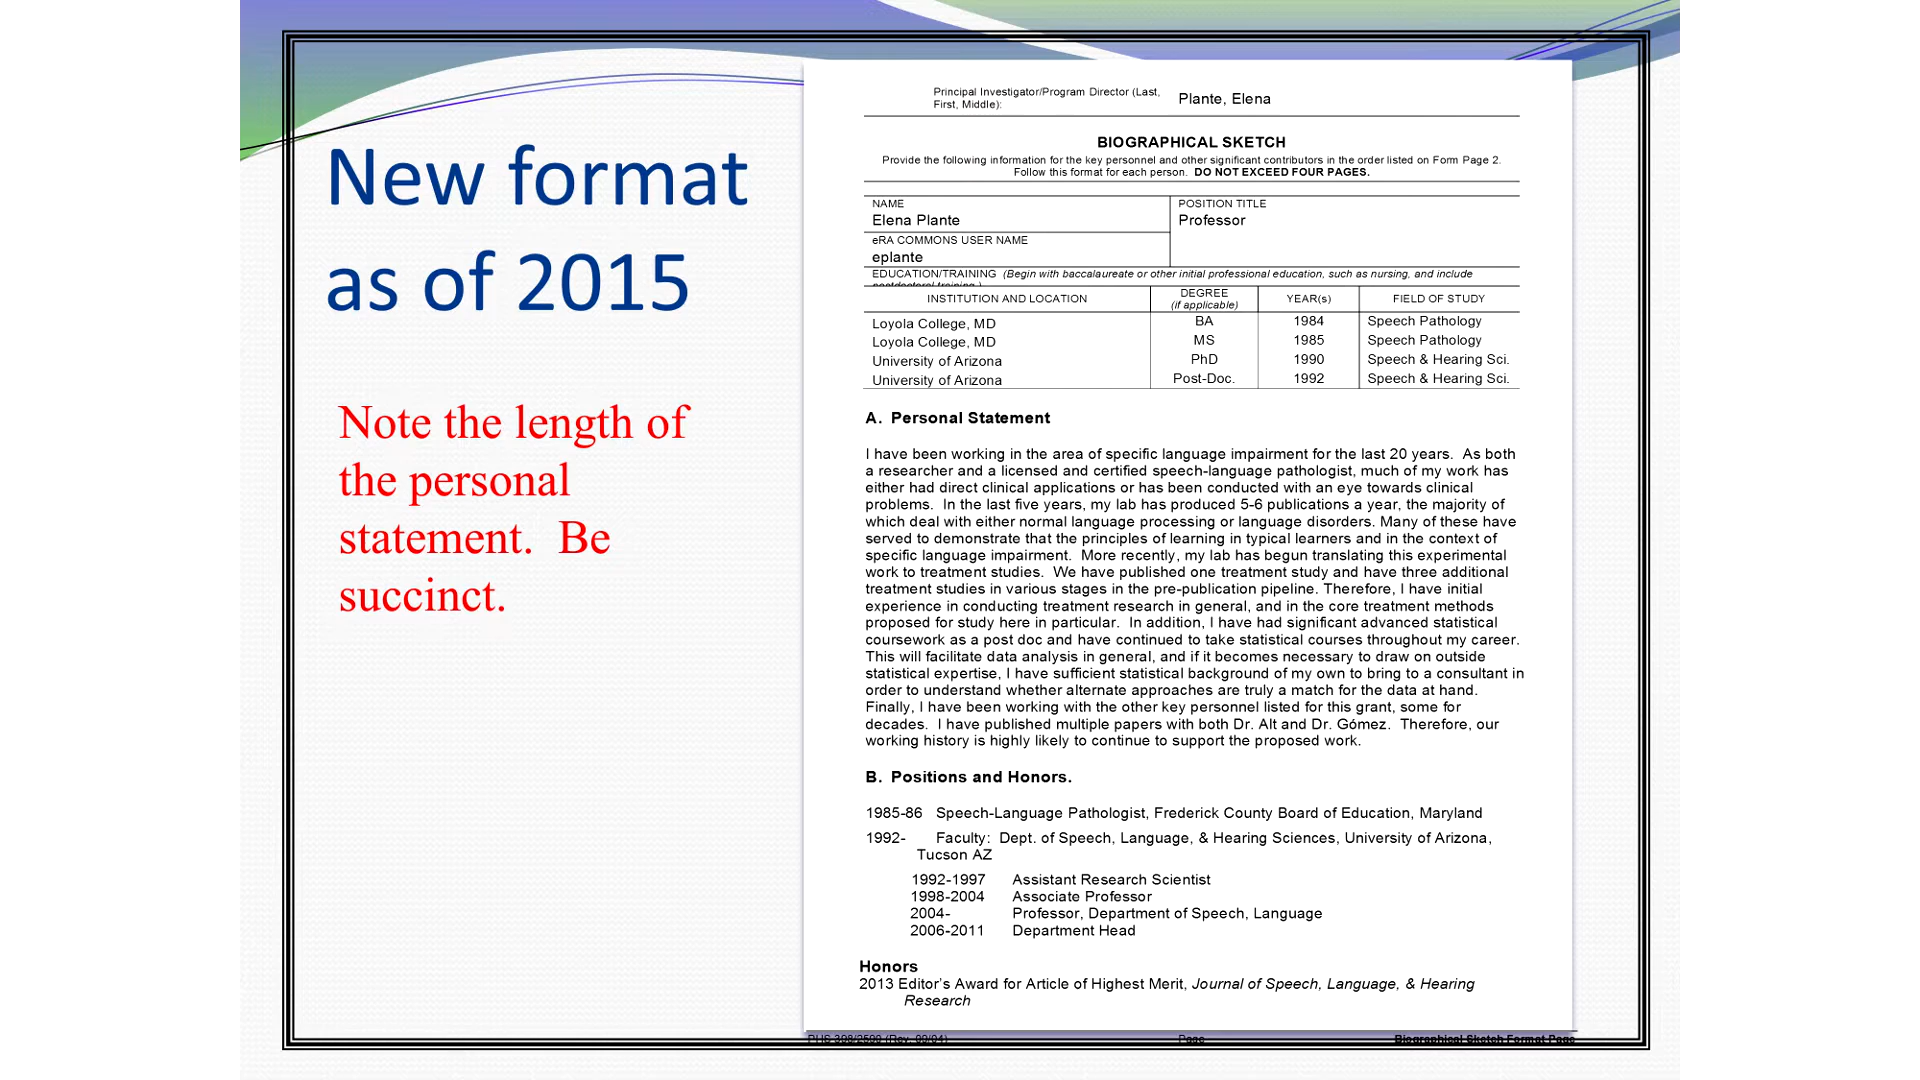 New format
as of 2015
Note the length of
the personal
statement.  Be
succinct.
Principal Investigator/Program Director (Last,
First, Middle):
Plante, Elena
BIOGRAPHICAL SKETCH
Provide the following information for the key personnel and other significant contributors in the order listed on Form Page 2.
Follow this format for each person.  DO NOT EXCEED FOUR PAGES.
NAME
Elena Plante
POSITION TITLE
Professor
eRA COMMONS USER NAME
eplante
EDUCATION/TRAINING  (Begin with baccalaureate or other initial professional education, such as nursing, and include
postdoctoral training.)
INSTITUTION AND LOCATION DEGREE (if applicable) YEAR(s) FIELD OF STUDY
Loyola College, MD BA 1984 Speech Pathology
Loyola College, MD MS 1985 Speech Pathology
University of Arizona PhD 1990 Speech & Hearing Sci.
University of Arizona Post-Doc. 1992 Speech & Hearing Sci.
A.  Personal Statement
I have been working in the area of specific language impairment for the last 20 years.  As both
a researcher and a licensed and certified speech-language pathologist, much of my work has
either had direct clinical applications or has been conducted with an eye towards clinical
problems.  In the last five years, my lab has produced 5-6 publications a year, the majority of
which deal with either normal language processing or language disorders. Many of these have
served to demonstrate that the principles of learning in typical learners and in the context of
specific language impairment.  More recently, my lab has begun translating this experimental
work to treatment studies.  We have published one treatment study and have three additional
treatment studies in various stages in the pre-publication pipeline. Therefore, I have initial
experience in conducting treatment research in general, and in the core treatment methods
proposed for study here in particular.  In addition, I have had significant advanced statistical
coursework as a post doc and have continued to take statistical courses throughout my career.
This will facilitate data analysis in general, and if it becomes necessary to draw on outside
statistical expertise, I have sufficient statistical background of my own to bring to a consultant in
order to understand whether alternate approaches are truly a match for the data at hand.
Finally, I have been working with the other key personnel listed for this grant, some for
decades.  I have published multiple papers with both Dr. Alt and Dr. Gómez.  Therefore, our
working history is highly likely to continue to support the proposed work.
B.  Positions and Honors.
1985-86   Speech-Language Pathologist, Frederick County Board of Education, Maryland
1992-   Faculty:  Dept. of Speech, Language, & Hearing Sciences, University of Arizona,
Tucson AZ
1992-1997   Assistant Research Scientist
1998-2004   Associate Professor
2004-   Professor, Department of Speech, Language
2006-2011   Department Head
Honors
2013 Editor’s Award for Article of Highest Merit, Journal of Speech, Language, & Hearing
Research
PHS 398/2590 (Rev. 09/04) Page Biographical Sketch Format Page